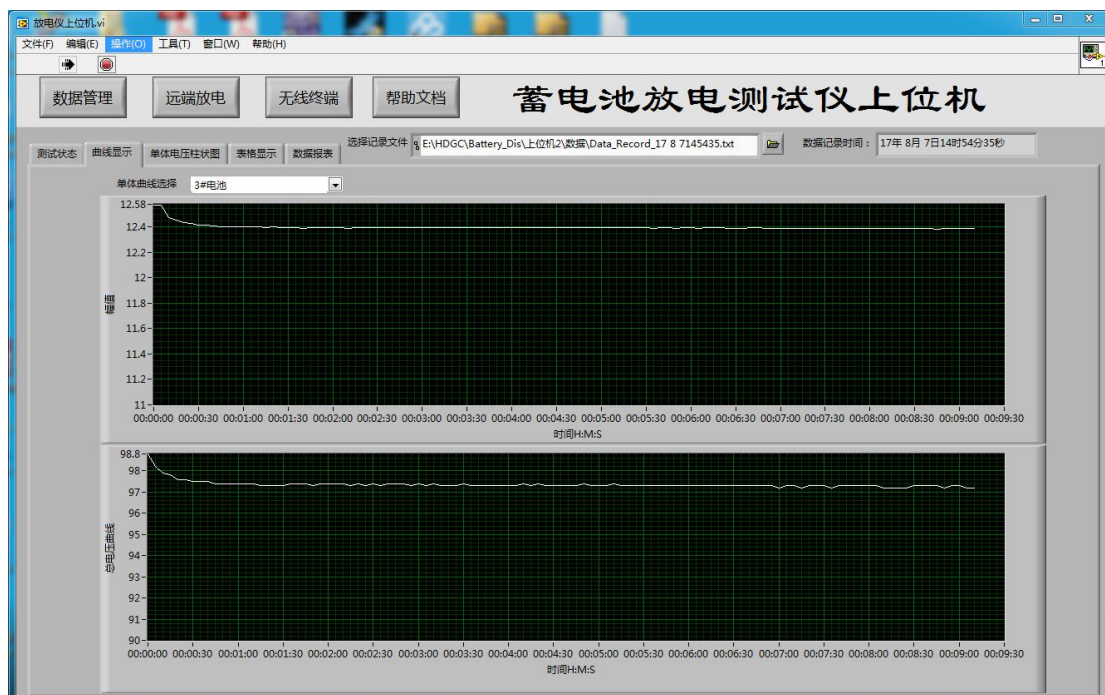 放电仪上位机.vi
文件(F) 编辑(E) 操作(O) 工具(T) 窗口(W) 帮助(H)
数据管理 远端放电 无线终端 帮助文档 蓄电池放电测试仪上位机
选择记录文件 E:\HDGC\Battery_Dis\上位机2\数据\Data_Record_17 8 7145435.txt 数据记录时间: 17年 8月 7日14时54分35秒
测试状态 曲线显示 单体电压柱状图 表格显示 数据报表
单体曲线选择 3#电池
12.58
12.4
12.2
12
11.8
幅值
11.6
11.4
11.2
11
00:00:00 00:00:30 00:01:00 00:01:30 00:02:00 00:02:30 00:03:00 00:03:30 00:04:00 00:04:30 00:05:00 00:05:30 00:06:00 00:06:30 00:07:00 00:07:30 00:08:00 00:08:30 00:09:00 00:09:30
时间H:M:S
98.8
98
97
96
95
总电压曲线
94
93
92
91
90
00:00:00 00:00:30 00:01:00 00:01:30 00:02:00 00:02:30 00:03:00 00:03:30 00:04:00 00:04:30 00:05:00 00:05:30 00:06:00 00:06:30 00:07:00 00:07:30 00:08:00 00:08:30 00:09:00 00:09:30
时间H:M:S